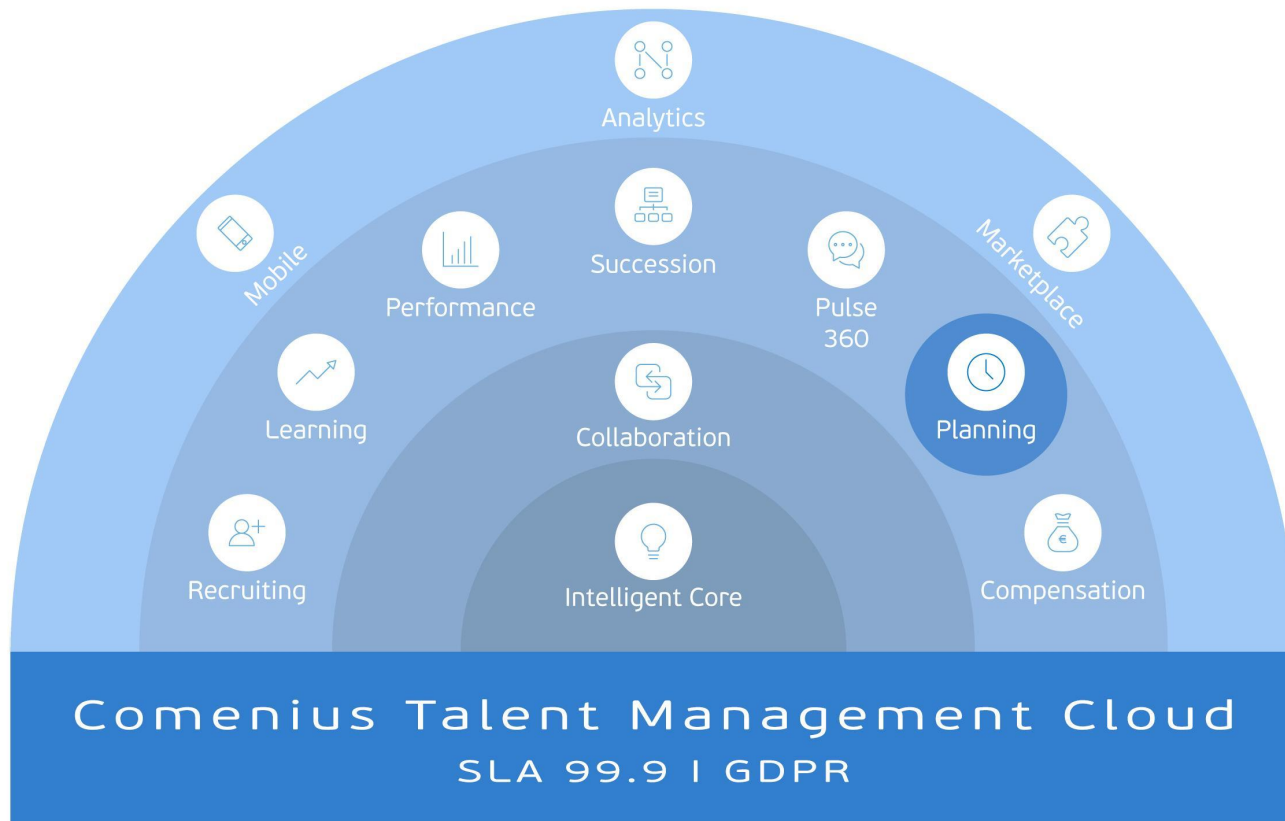 Analytics
Mobile
Marketplace
Succession
Performance
Pulse
360
Learning
Collaboration
Planning
Recruiting
Intelligent Core
Compensation
€
Comenius Talent Management Cloud
SLA 99.9 I GDPR